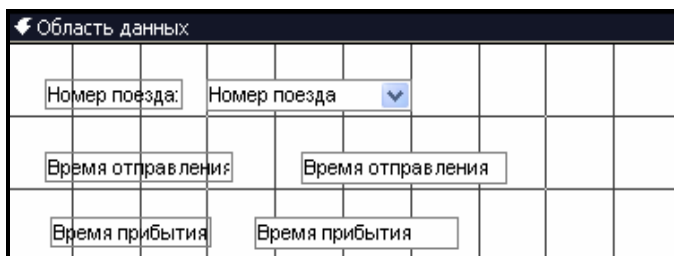 Область данных
Номер поезда: Номер поезда
Время отправления Время отправления
Время прибытия Время прибытия